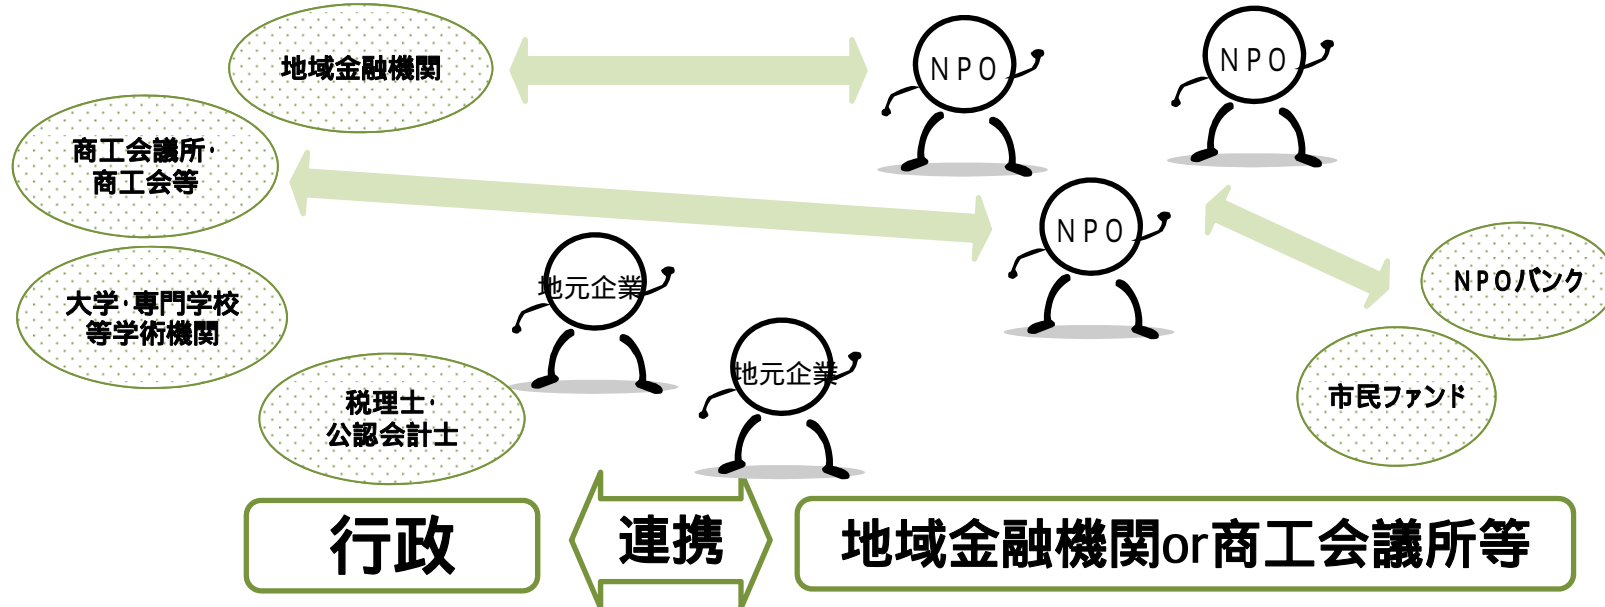 地域金融機関
NPO
NPO
商工会議所・
商工会等
NPO
地元企業
NPOバンク
大学・専門学校
等学術機関
地元企業
市民ファンド
税理士・
公認会計士
行政
連携
地域金融機関or商工会議所等